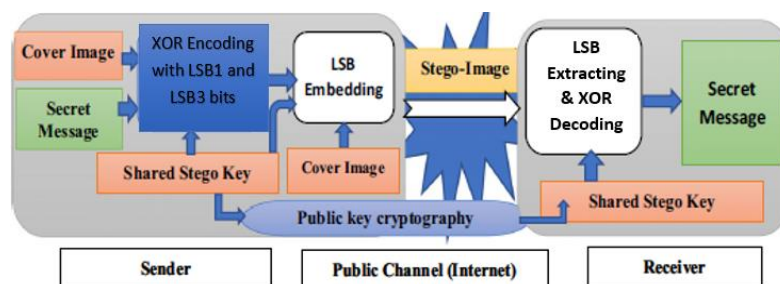 Cover Image
Secret
Message
XOR Encoding
with LSB1 and
LSB3 bits
Shared Stego Key
LSB
Embedding
Cover Image
Stego-Image
Public key cryptography
LSB
Extracting
& XOR
Decoding
Secret
Message
Shared Stego Key
Sender
Public Channel (Internet)
Receiver